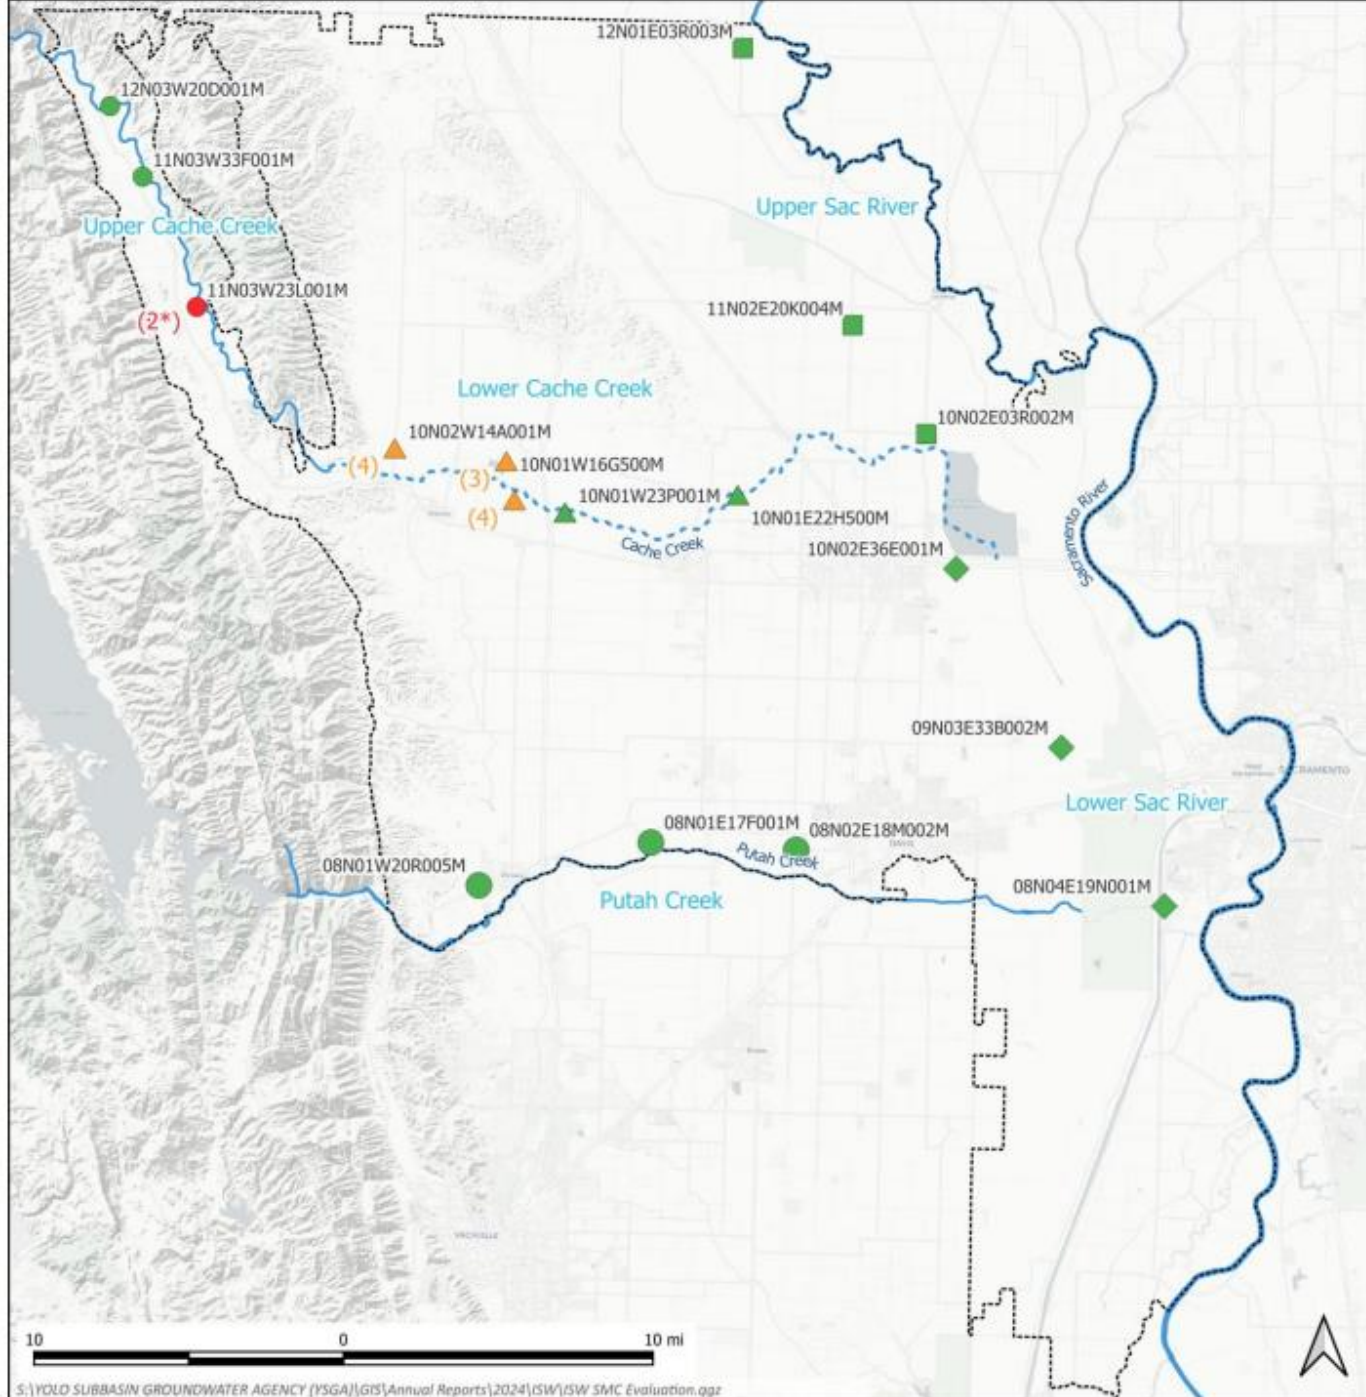 12N01E03R003M
12N03W20D001M
11N03W33F001M
Upper Sac River
Upper Cache Creek
11N03W23L001M
(2*)
11N02E20K004M
Lower Cache Creek
10N02E03R002M
10N02W14A001M
(4)
10N01W16G500M
(3)
10N01W23P001M
(4)
10N01E22H500M
Cache Creek
10N02E36E001M
Sacramento River
09N03E33B002M
SACRAMENTO
Lower Sac River
08N01E17F001M
08N02E18M002M
DAVIS
Putah Creek
08N01W20R005M
08N04E19N001M
Putah Creek
VACAVILLE
10 0 10 mi
S:\YOLO SUBBASIN GROUNDWATER AGENCY (YSGA)\GIS\Annual Reports\2024\ISW\ISW SMC Evaluation.qgz